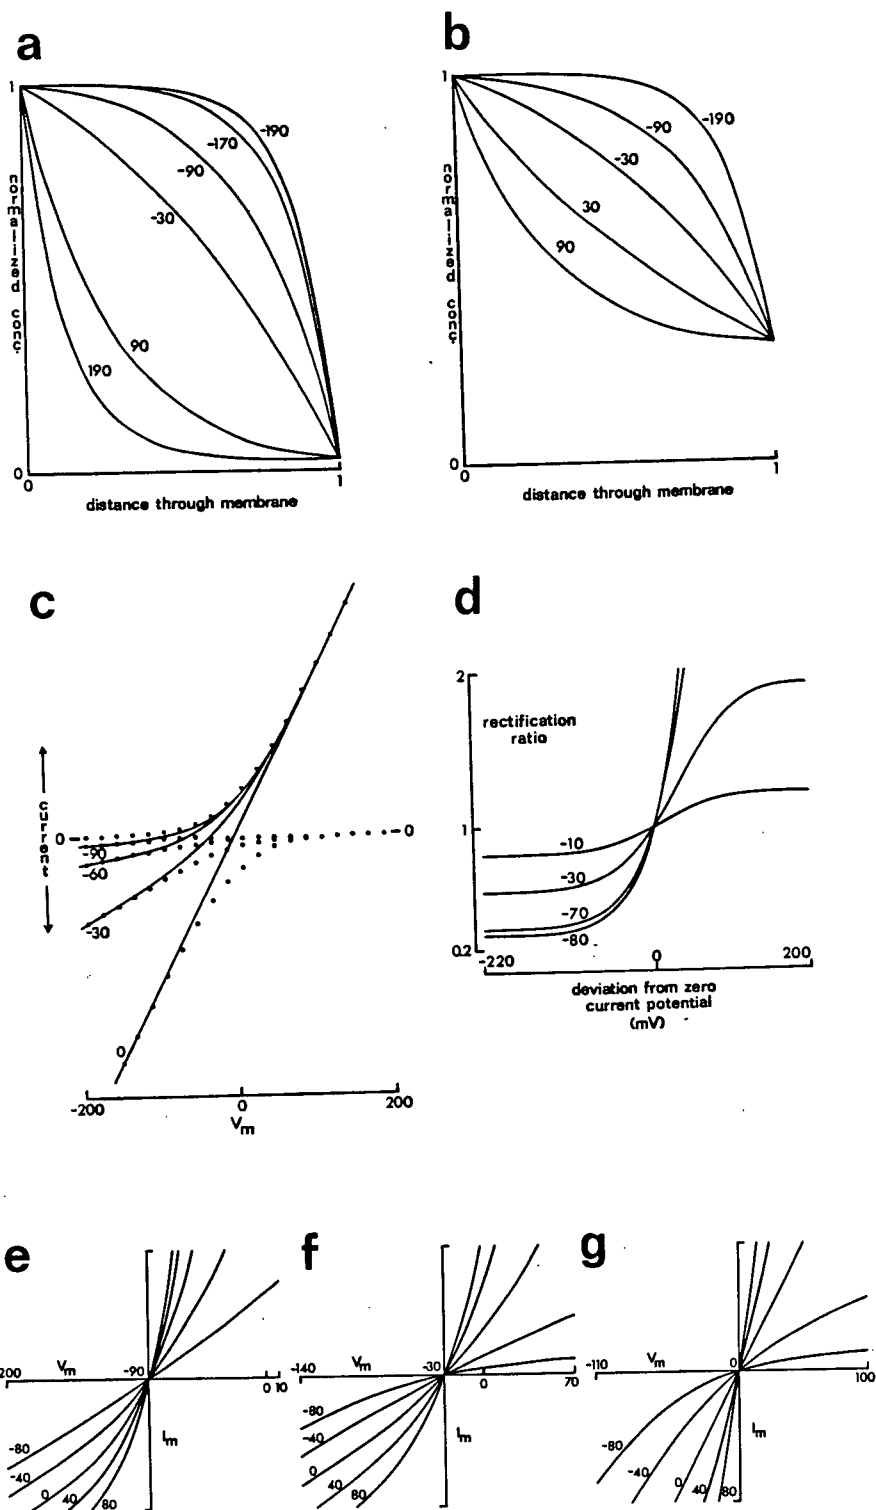 a
1
normalized conc.
0
-190
-170
-90
-30
90
190
0
1
distance through membrane
b
1
normalized conc.
0
-190
-90
-30
30
90
0
1
distance through membrane
c
current
0
0
-90
-60
-30
0
-200
0
200
Vm
d
2
rectification
ratio
1
-10
-30
-70
-80
0.2
-220
0
200
deviation from zero
current potential
(mV)
e
200
Vm
-90
0 10
Im
-80
-40
0
40
80
f
-140
Vm
-30
0
70
Im
-80
-40
0
40
80
g
-110
Vm
0
100
Im
-80
-40
0
40
80